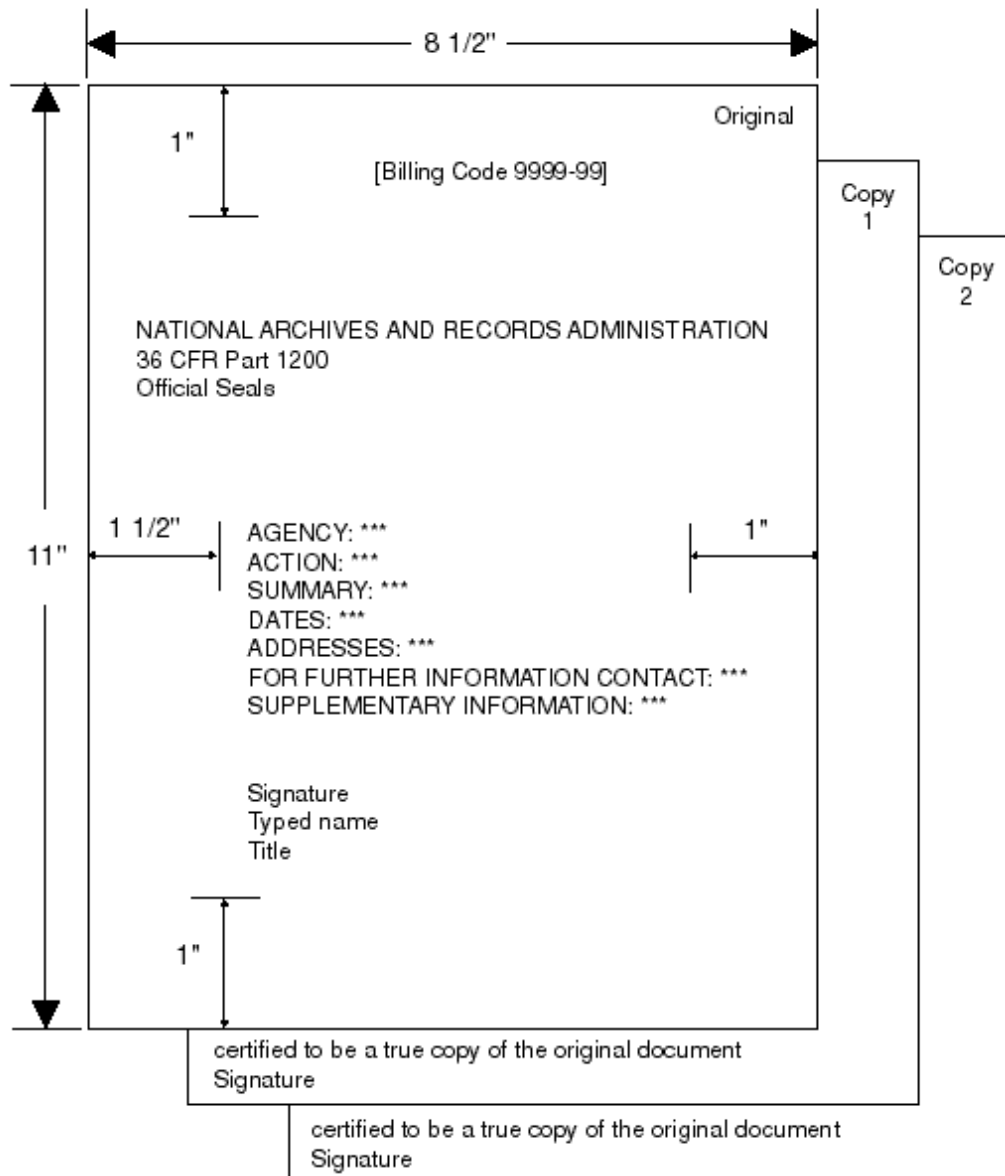 8 1/2"
Original
1"
[Billing Code 9999-99]
Copy
1
Copy
2
NATIONAL ARCHIVES AND RECORDS ADMINISTRATION
36 CFR Part 1200
Official Seals
11"
1 1/2"
1"
AGENCY: ***
ACTION: ***
SUMMARY: ***
DATES: ***
ADDRESSES: ***
FOR FURTHER INFORMATION CONTACT: ***
SUPPLEMENTARY INFORMATION: ***
Signature
Typed name
Title
1"
certified to be a true copy of the original document
Signature
certified to be a true copy of the original document
Signature